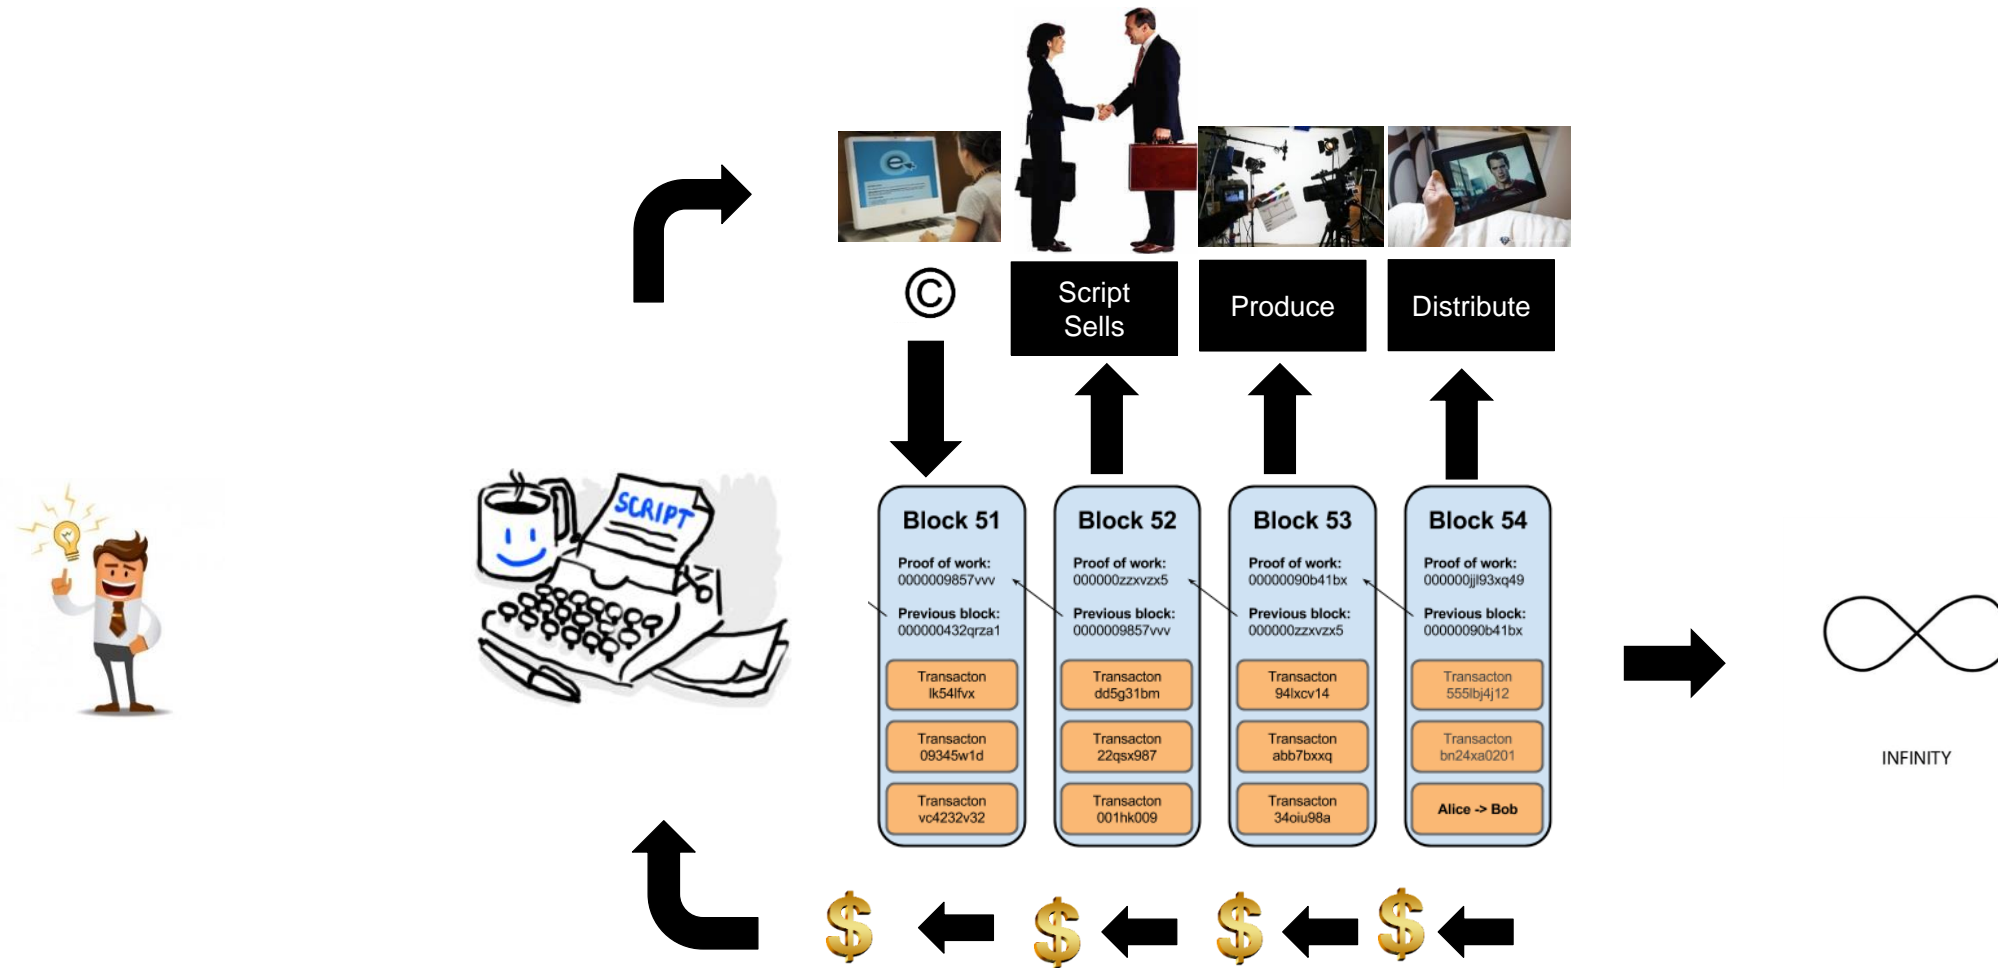 ©
Script
Sells
Produce
Distribute
SCRIPT
Block 51
Proof of work:
0000009857vvv
Previous block:
000000432qrza1
Transacton
lk54lfvx
Transacton
09345w1d
Transacton
vc4232v32
Block 52
Proof of work:
000000zzxvzx5
Previous block:
0000009857vvv
Transacton
dd5g31bm
Transacton
22qsx987
Transacton
001hk009
Block 53
Proof of work:
00000090b41bx
Previous block:
000000zzxvzx5
Transacton
94lxcv14
Transacton
abb7bxxq
Transacton
34oiu98a
Block 54
Proof of work:
000000jjl93xq49
Previous block:
00000090b41bx
Transacton
555lbj4j12
Transacton
bn24xa0201
Alice -> Bob
INFINITY
$ $ $ $